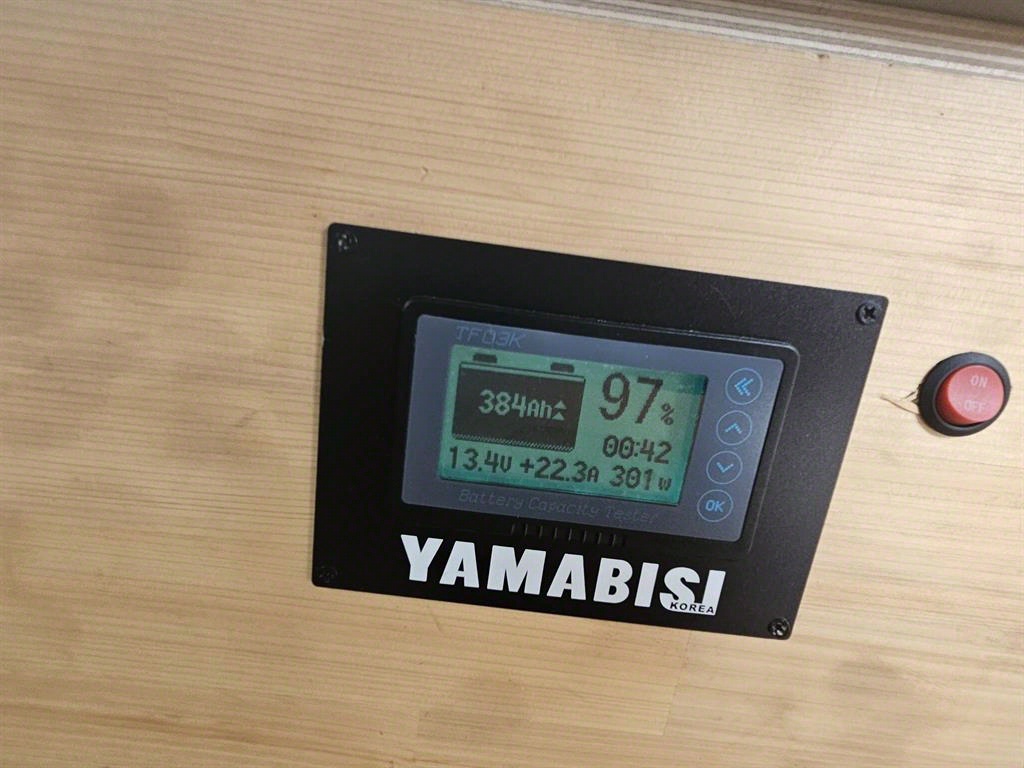 TF03K
384Ah
97%
00:42
13.4V +22.3A 301W
Battery Capacity Tester
OK
YAMABISI
KOREA
ON
OFF